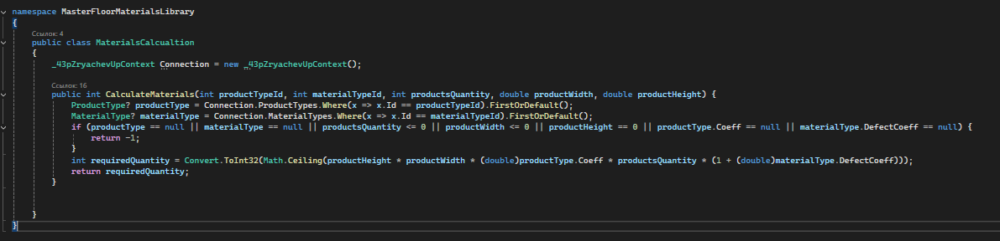 namespace MasterFloorMaterialsLibrary
{
Ссылок: 4
public class MaterialsCalcualtion
{
_43pZryachevUpContext Connection = new _43pZryachevUpContext();
Ссылок: 16
public int CalculateMaterials(int productTypeId, int materialTypeId, int productsQuantity, double productWidth, double productHeight) {
ProductType? productType = Connection.ProductTypes.Where(x => x.Id == productTypeId).FirstOrDefault();
MaterialType? materialType = Connection.MaterialTypes.Where(x => x.Id == materialTypeId).FirstOrDefault();
if (productType == null || materialType == null || productsQuantity <= 0 || productWidth <= 0 || productHeight == 0 || productType.Coeff == null || materialType.DefectCoeff == null) {
return -1;
}
int requiredQuantity = Convert.ToInt32(Math.Ceiling(productHeight * productWidth * (double)productType.Coeff * productsQuantity * (1 + (double)materialType.DefectCoeff)));
return requiredQuantity;
}
}
}